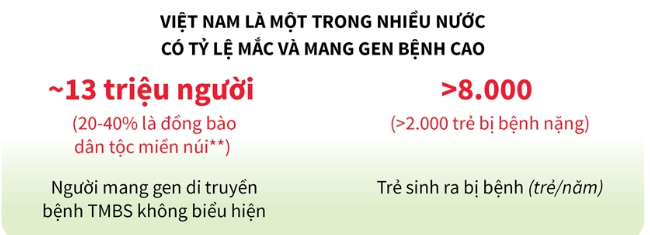 VIỆT NAM LÀ MỘT TRONG NHIỀU NƯỚC
CÓ TỶ LỆ MẮC VÀ MANG GEN BỆNH CAO
~13 triệu người
(20-40% là đồng bào
dân tộc miền núi**)
Người mang gen di truyền
bệnh TMBS không biểu hiện
>8.000
(>2.000 trẻ bị bệnh nặng)
Trẻ sinh ra bị bệnh (trẻ/năm)